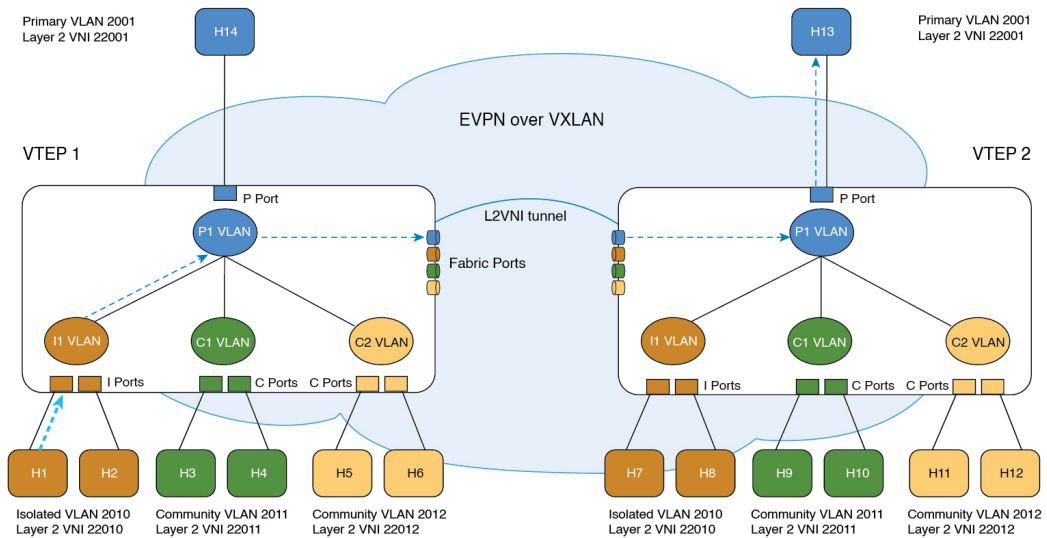 Primary VLAN 2001
Layer 2 VNI 22001
H14
H13
Primary VLAN 2001
Layer 2 VNI 22001
EVPN over VXLAN
VTEP 1
VTEP 2
P Port
P Port
P1 VLAN
L2VNI tunnel
P1 VLAN
Fabric Ports
I1 VLAN
C1 VLAN
C2 VLAN
I1 VLAN
C1 VLAN
C2 VLAN
I Ports
C Ports
C Ports
I Ports
C Ports
C Ports
H1
H2
H3
H4
H5
H6
H7
H8
H9
H10
H11
H12
Isolated VLAN 2010
Layer 2 VNI 22010
Community VLAN 2011
Layer 2 VNI 22011
Community VLAN 2012
Layer 2 VNI 22012
Isolated VLAN 2010
Layer 2 VNI 22010
Community VLAN 2011
Layer 2 VNI 22011
Community VLAN 2012
Layer 2 VNI 22012